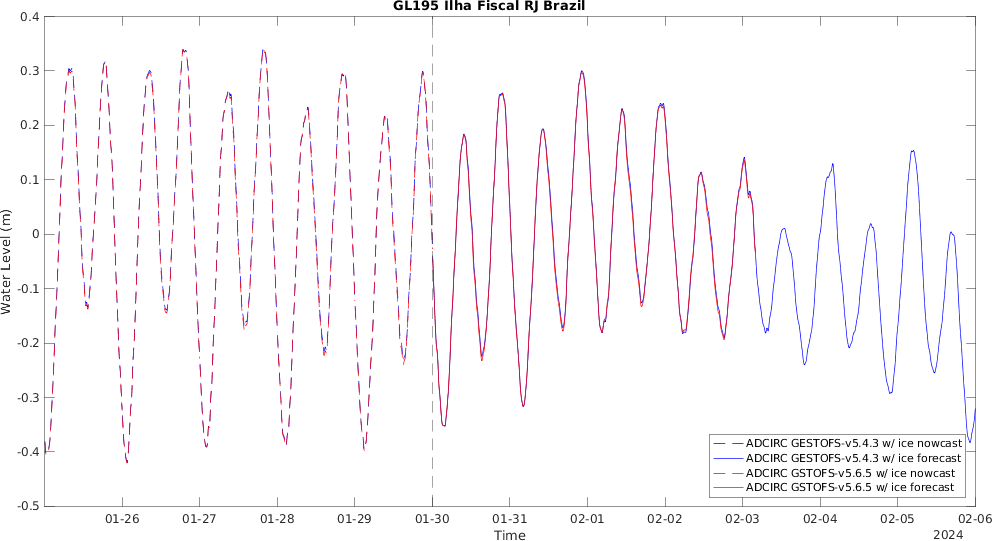 GL195 Ilha Fiscal RJ Brazil
0.4
0.3
0.2
0.1
0
-0.1
-0.2
-0.3
-0.4
-0.5
Water Level (m)
ADCIRC GESTOFS-v5.4.3 w/ ice nowcast
ADCIRC GESTOFS-v5.4.3 w/ ice forecast
ADCIRC GSTOFS-v5.6.5 w/ ice nowcast
ADCIRC GSTOFS-v5.6.5 w/ ice forecast
01-26 01-27 01-28 01-29 01-30 01-31 02-01 02-02 02-03 02-04 02-05 02-06
Time
2024